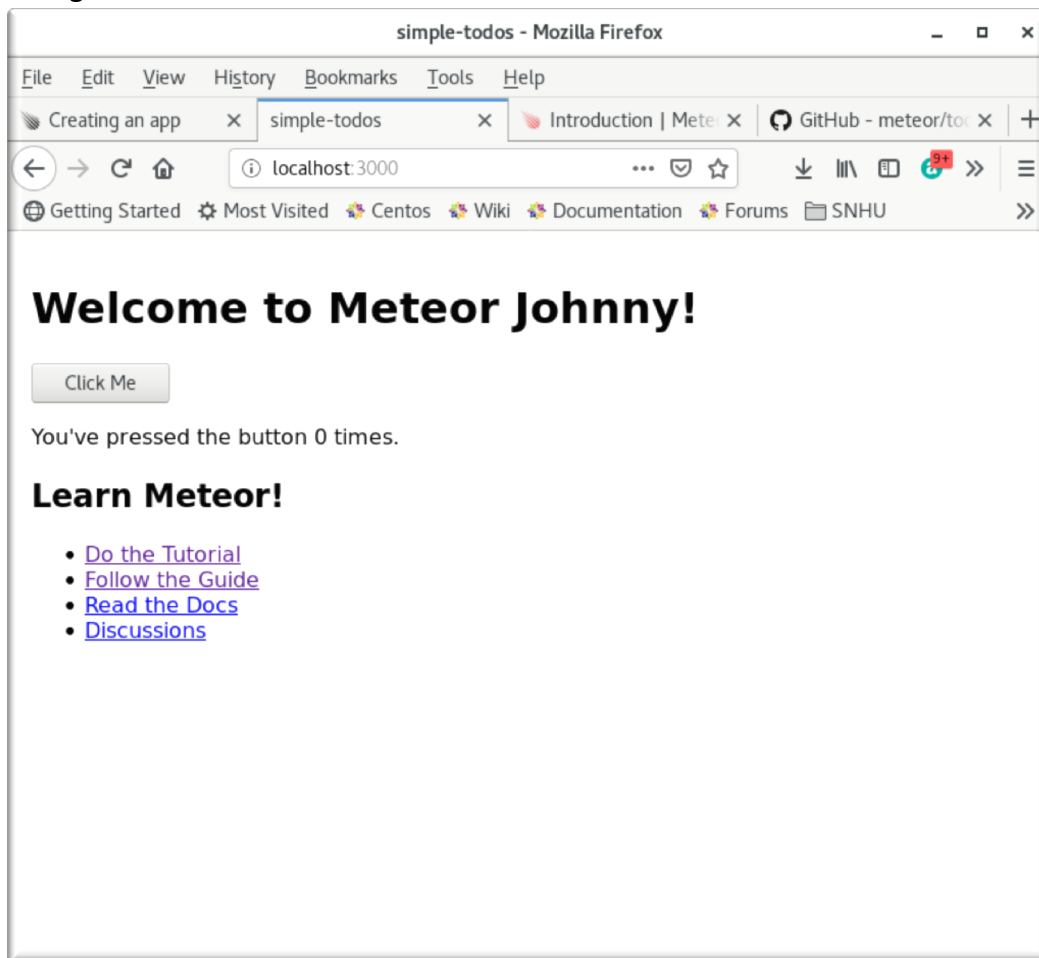 simple-todos - Mozilla Firefox
File Edit View History Bookmarks Tools Help
Creating an app simple-todos Introduction | Mete GitHub - meteor/to
localhost:3000
9+
Getting Started Most Visited Centos Wiki Documentation Forums SNHU
Welcome to Meteor Johnny!
Click Me
You've pressed the button 0 times.
Learn Meteor!
• Do the Tutorial
• Follow the Guide
• Read the Docs
• Discussions